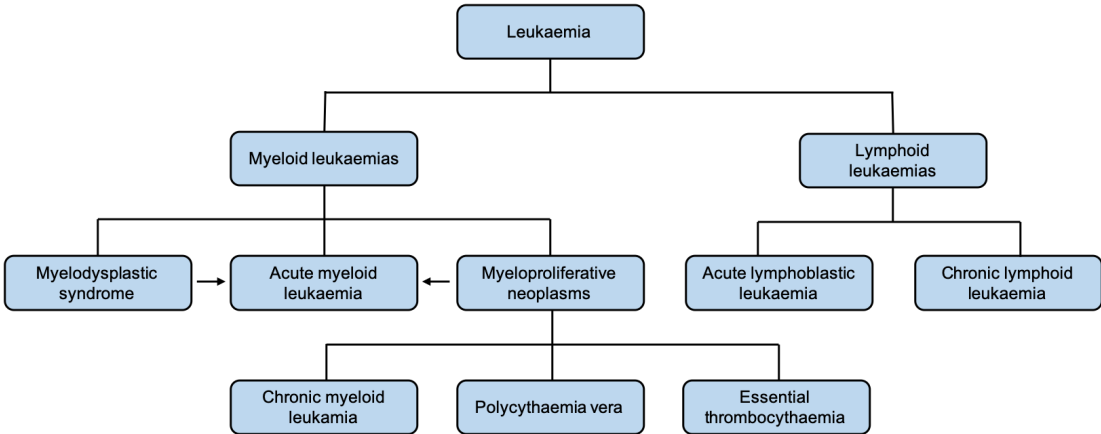 Leukaemia
Myeloid leukaemias
Lymphoid
leukaemias
Myelodysplastic
syndrome
Acute myeloid
leukaemia
Myeloproliferative
neoplasms
Acute lymphoblastic
leukaemia
Chronic lymphoid
leukaemia
Chronic myeloid
leukamia
Polycythaemia vera
Essential
thrombocythaemia